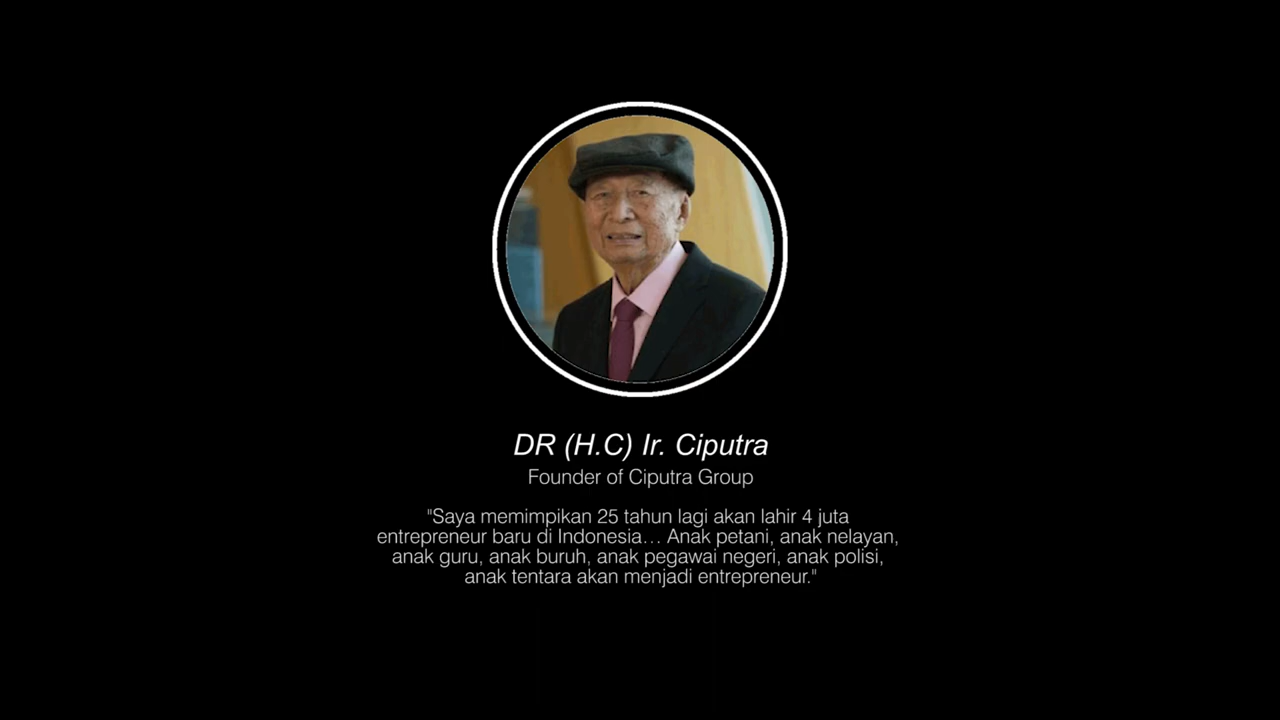 DR (H.C) Ir. Ciputra
Founder of Ciputra Group
"Saya memimpikan 25 tahun lagi akan lahir 4 juta
entrepreneur baru di Indonesia... Anak petani, anak nelayan,
anak guru, anak buruh, anak pegawai negeri, anak polisi,
anak tentara akan menjadi entrepreneur."